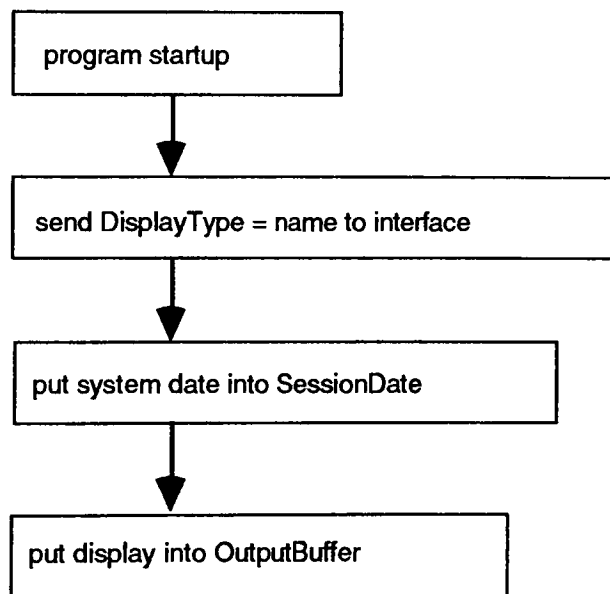 program startup
send DisplayType = name to interface
put system date into SessionDate
put display into OutputBuffer